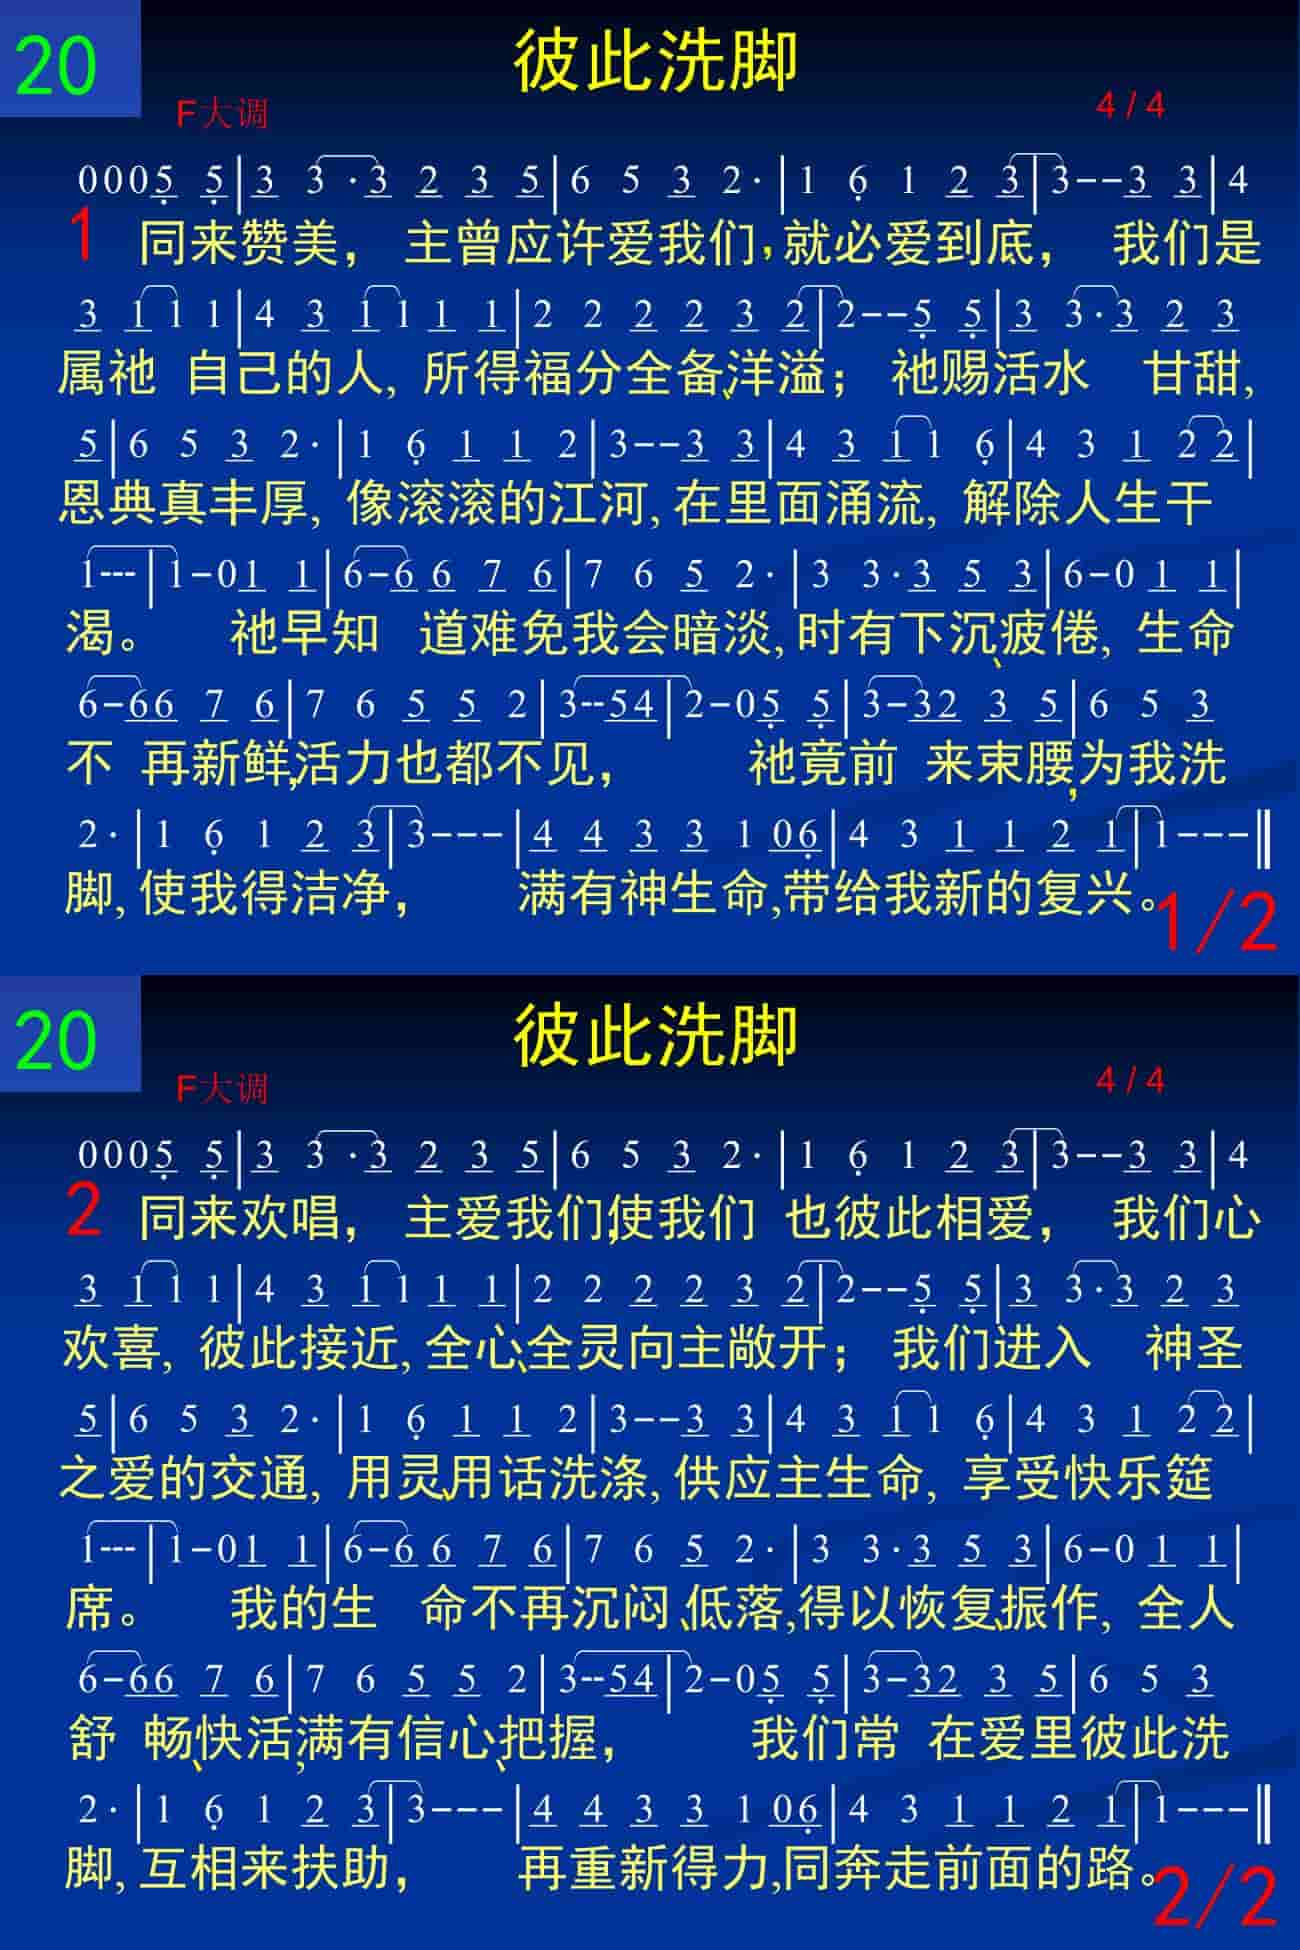 20
彼此洗脚
F大调
4/4
0005 5|3 3·3 2 3 5|6 5 3 2·|1 6 1 2 3|3--3 3|4
1 同来赞美， 主曾应许爱我们，就必爱到底， 我们是
3 1 1 1|4 3 1 1 1 1|2 2 2 2 3 2|2--5 5|3 3·3 2 3
属祂 自己的人, 所得福分全备、洋溢； 祂赐活水 甘甜,
5|6 5 3 2·|1 6 1 1 2|3--3 3|4 3 1 1 6|4 3 1 2 2|
恩典真丰厚, 像滚滚的江河, 在里面涌流, 解除人生干
1---|1-01 1|6-6 6 7 6|7 6 5 2·|3 3·3 5 3|6-0 1 1|
渴。 祂早知 道难免我会暗淡, 时有下沉、疲倦, 生命
6-66 7 6|7 6 5 5 2|3--54|2-05 5|3-32 3 5|6 5 3
不 再新鲜,活力也都不见， 祂竟前 来束腰,为我洗
2·|1 6 1 2 3|3---|4 4 3 3 1 06|4 3 1 1 2 1|1---‖
脚, 使我得洁净， 满有神生命,带给我新的复兴。
1/2
20
彼此洗脚
F大调
4/4
0005 5|3 3·3 2 3 5|6 5 3 2·|1 6 1 2 3|3--3 3|4
2 同来欢唱， 主爱我们,使我们 也彼此相爱， 我们心
3 1 1 1|4 3 1 1 1 1|2 2 2 2 3 2|2--5 5|3 3·3 2 3
欢喜, 彼此接近, 全心、全灵向主敞开； 我们进入 神圣
5|6 5 3 2·|1 6 1 1 2|3--3 3|4 3 1 1 6|4 3 1 2 2|
之爱的交通, 用灵、用话洗涤, 供应主生命, 享受快乐筵
1---|1-01 1|6-6 6 7 6|7 6 5 2·|3 3·3 5 3|6-0 1 1|
席。 我的生 命不再沉闷、低落,得以恢复、振作, 全人
6-66 7 6|7 6 5 5 2|3--54|2-05 5|3-32 3 5|6 5 3
舒 畅、快活;满有信心、把握， 我们常 在爱里彼此洗
2·|1 6 1 2 3|3---|4 4 3 3 1 06|4 3 1 1 2 1|1---‖
脚, 互相来扶助， 再重新得力,同奔走前面的路。
2/2